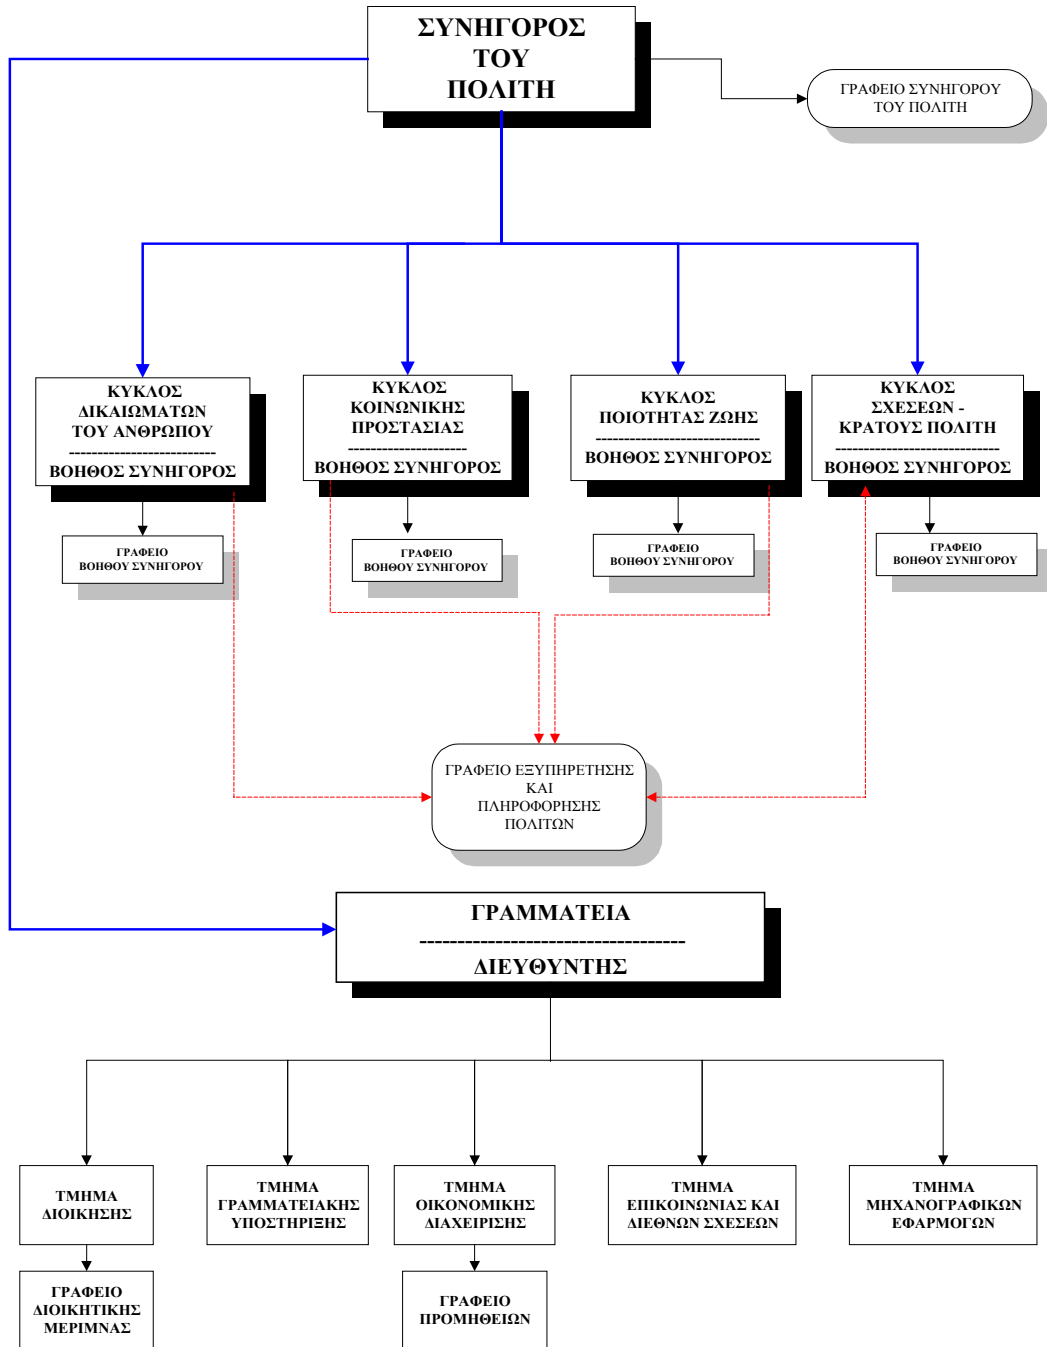 ΣΥΝΗΓΟΡΟΣ
ΤΟΥ
ΠΟΛΙΤΗ
ΓΡΑΦΕΙΟ ΣΥΝΗΓΟΡΟΥ
ΤΟΥ ΠΟΛΙΤΗ
ΚΥΚΛΟΣ
ΔΙΚΑΙΩΜΑΤΩΝ
ΤΟΥ ΑΝΘΡΩΠΟΥ
--------------------------
ΒΟΗΘΟΣ ΣΥΝΗΓΟΡΟΣ
ΚΥΚΛΟΣ
ΚΟΙΝΩΝΙΚΗΣ
ΠΡΟΣΤΑΣΙΑΣ
---------------------
ΒΟΗΘΟΣ ΣΥΝΗΓΟΡΟΣ
ΚΥΚΛΟΣ
ΠΟΙΟΤΗΤΑΣ ΖΩΗΣ
-----------------------------
ΒΟΗΘΟΣ ΣΥΝΗΓΟΡΟΣ
ΚΥΚΛΟΣ
ΣΧΕΣΕΩΝ -
ΚΡΑΤΟΥΣ ΠΟΛΙΤΗ
-----------------------------
ΒΟΗΘΟΣ ΣΥΝΗΓΟΡΟΣ
ΓΡΑΦΕΙΟ
ΒΟΗΘΟΥ ΣΥΝΗΓΟΡΟΥ
ΓΡΑΦΕΙΟ
ΒΟΗΘΟΥ ΣΥΝΗΓΟΡΟΥ
ΓΡΑΦΕΙΟ
ΒΟΗΘΟΥ ΣΥΝΗΓΟΡΟΥ
ΓΡΑΦΕΙΟ
ΒΟΗΘΟΥ ΣΥΝΗΓΟΡΟΥ
ΓΡΑΦΕΊΟ ΕΞΥΠΗΡΕΤΗΣΗΣ
ΚΑΙ
ΠΛΗΡΟΦΟΡΗΣΗΣ
ΠΟΛΙΤΩΝ
ΓΡΑΜΜΑΤΕΙΑ
-----------------------------------
ΔΙΕΥΘΥΝΤΗΣ
ΤΜΗΜΑ
ΔΙΟΙΚΗΣΗΣ
ΤΜΗΜΑ
ΓΡΑΜΜΑΤΕΙΑΚΗΣ
ΥΠΟΣΤΗΡΙΞΗΣ
ΤΜΗΜΑ
ΟΙΚΟΝΟΜΙΚΗΣ
ΔΙΑΧΕΙΡΙΣΗΣ
ΤΜΗΜΑ
ΕΠΙΚΟΙΝΩΝΙΑΣ ΚΑΙ
ΔΙΕΘΝΩΝ ΣΧΕΣΕΩΝ
ΤΜΗΜΑ
ΜΗΧΑΝΟΓΡΑΦΙΚΩΝ
ΕΦΑΡΜΟΓΩΝ
ΓΡΑΦΕΙΟ
ΔΙΟΙΚΗΤΙΚΗΣ
ΜΕΡΙΜΝΑΣ
ΓΡΑΦΕΙΟ
ΠΡΟΜΗΘΕΙΩΝ